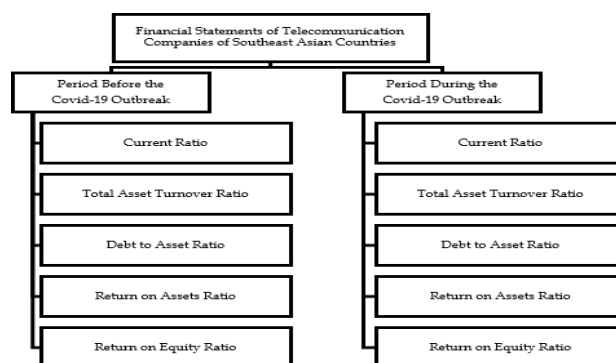 Financial Statements of Telecommunication
Companies of Southeast Asian Countries
Period Before the
Covid-19 Outbreak
Current Ratio
Total Asset Turnover Ratio
Debt to Asset Ratio
Return on Assets Ratio
Return on Equity Ratio
Period During the
Covid-19 Outbreak
Current Ratio
Total Asset Turnover Ratio
Debt to Asset Ratio
Return on Assets Ratio
Return on Equity Ratio